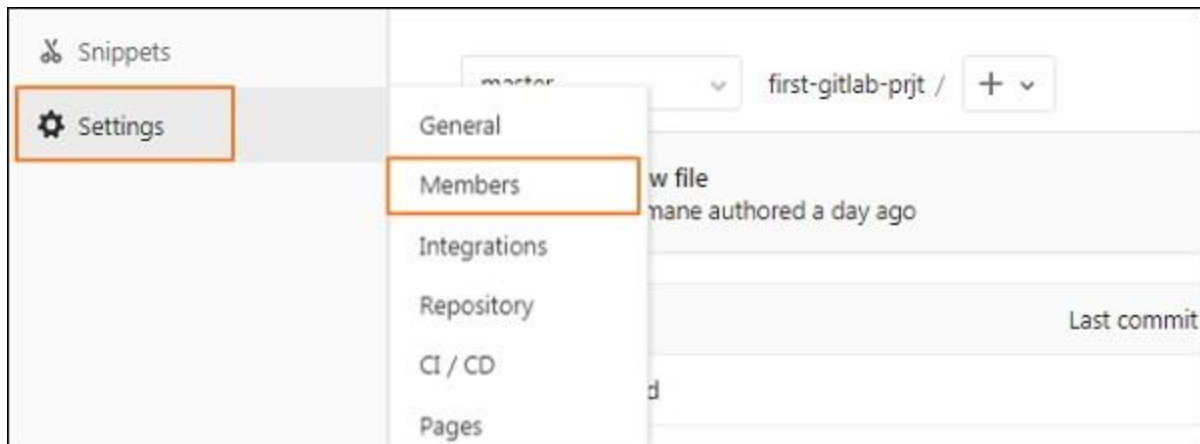 Snippets
Settings
master
first-gitlab-prjt /
General
Members
Integrations
Repository
CI / CD
Pages
w file
mane authored a day ago
Last commit
d